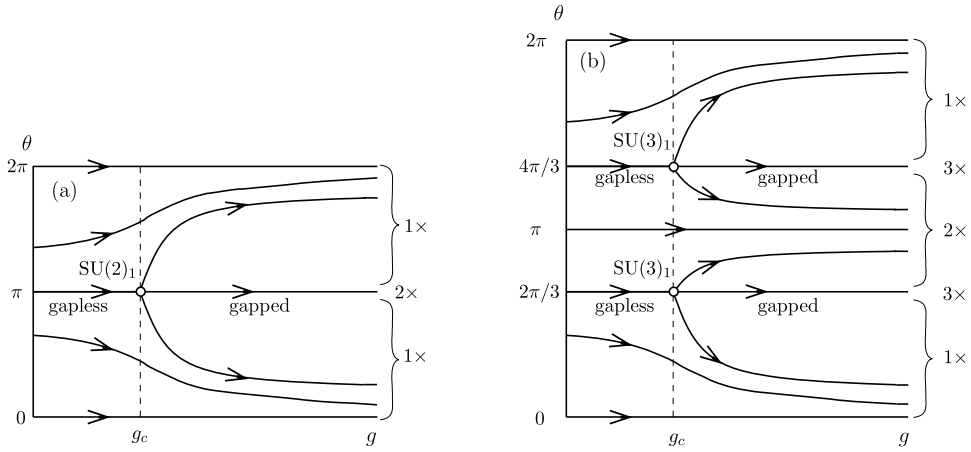 θ
2π
(a)
1×
SU(2)₁
π
gapless
gapped
2×
1×
0
g_c
g
θ
2π
(b)
1×
SU(3)₁
4π/3
gapless
gapped
3×
π
2×
SU(3)₁
2π/3
gapless
gapped
3×
1×
0
g_c
g